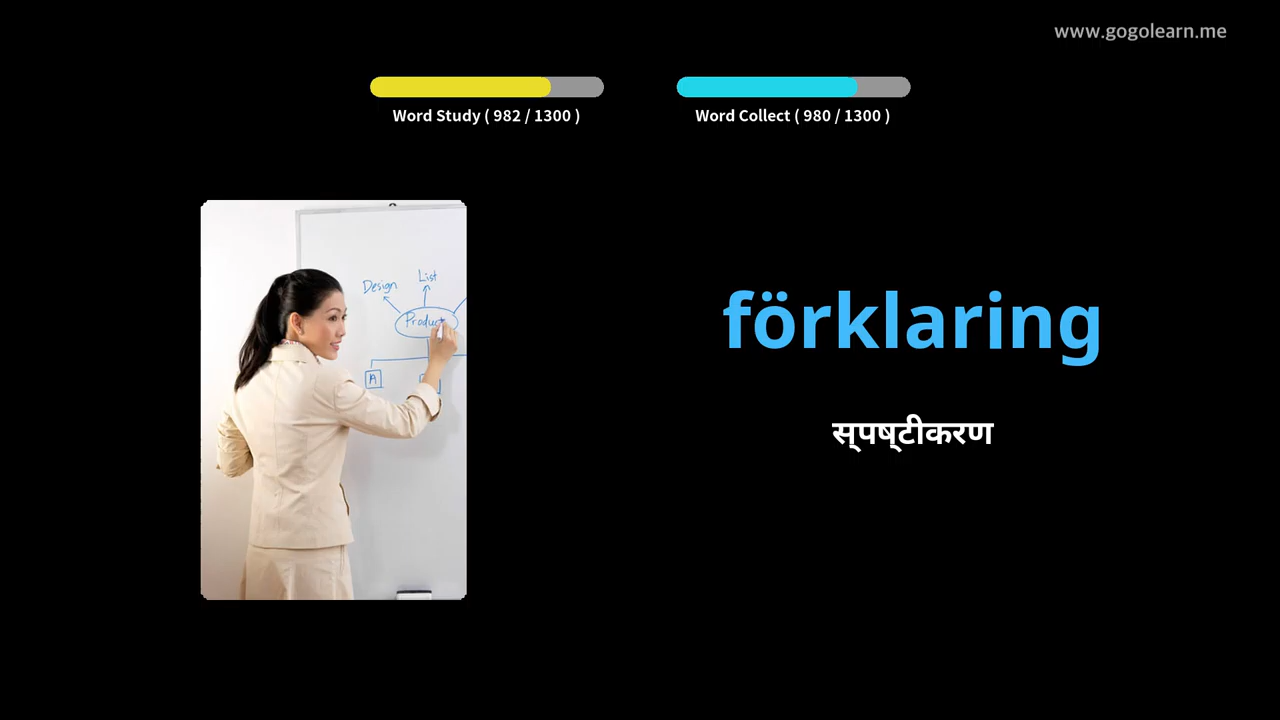 www.gogolearn.me
Word Study ( 982 / 1300 )
Word Collect ( 980 / 1300 )
Design
List
Product
A
förklaring
स्पष्टीकरण